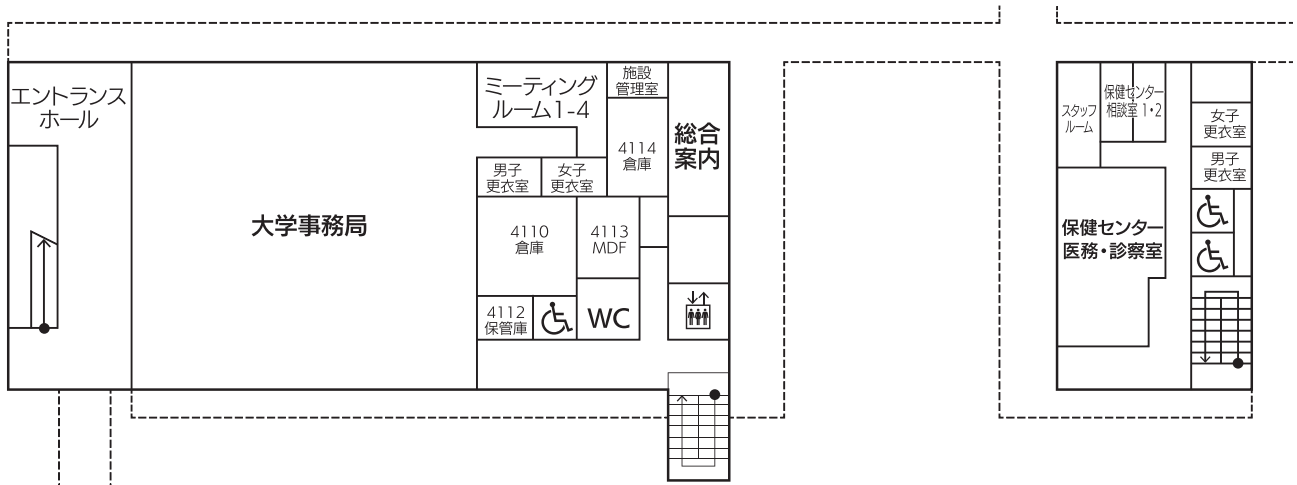 エントランス
ホール
大学事務局
ミーティング
ルーム1-4
施設
管理室
4114
倉庫
総合
案内
男子
更衣室
女子
更衣室
4110
倉庫
4113
MDF
4112
保管庫
WC
スタッフ
ルーム
保健センター
相談室 1・2
女子
更衣室
男子
更衣室
保健センター
医務・診察室